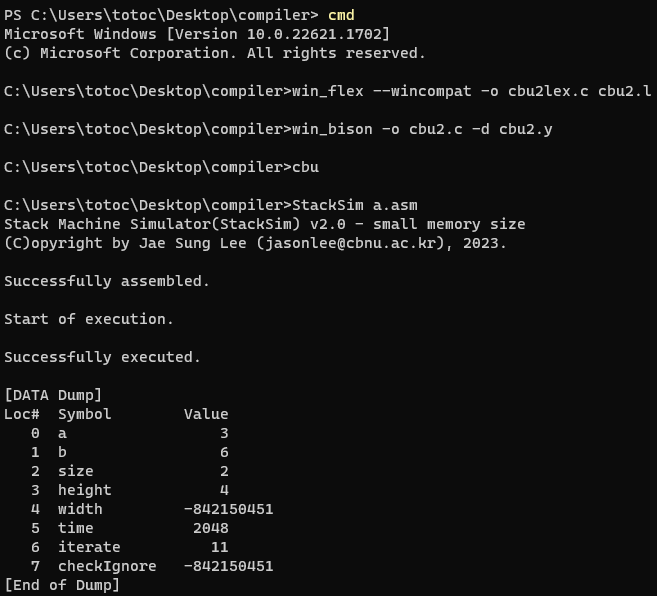 PS C:\Users\totoc\Desktop\compiler> cmd
Microsoft Windows [Version 10.0.22621.1702]
(c) Microsoft Corporation. All rights reserved.
C:\Users\totoc\Desktop\compiler>win_flex --wincompat -o cbu2lex.c cbu2.l
C:\Users\totoc\Desktop\compiler>win_bison -o cbu2.c -d cbu2.y
C:\Users\totoc\Desktop\compiler>cbu
C:\Users\totoc\Desktop\compiler>StackSim a.asm
Stack Machine Simulator(StackSim) v2.0 - small memory size
(C)opyright by Jae Sung Lee (jasonlee@cbnu.ac.kr), 2023.
Successfully assembled.
Start of execution.
Successfully executed.
[DATA Dump]
Loc#  Symbol        Value
   0  a                 3
   1  b                 6
   2  size              2
   3  height            4
   4  width         -842150451
   5  time           2048
   6  iterate          11
   7  checkIgnore   -842150451
[End of Dump]